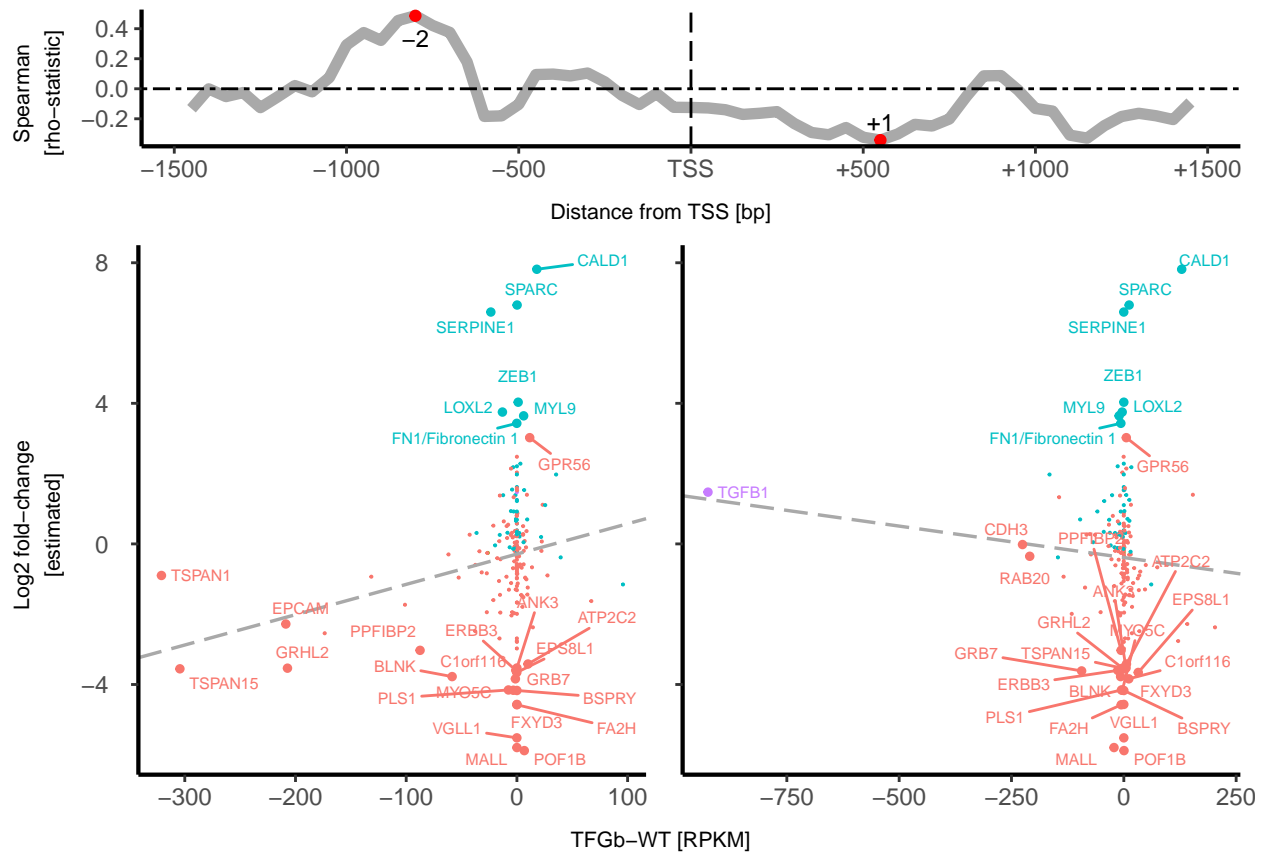 Spearman
[rho−statistic]
0.4
0.2
0.0
−0.2
−2
+1
−1500
−1000
−500
TSS
+500
+1000
+1500
Distance from TSS [bp]
Log2 fold−change
[estimated]
8
4
0
−4
CALD1
SPARC
SERPINE1
ZEB1
LOXL2
MYL9
FN1/Fibronectin 1
GPR56
TSPAN1
EPCAM
GRHL2
TSPAN15
PPFIBP2
ERBB3
ANK3
ATP2C2
BLNK
C1orf116
EPS8L1
GRB7
PLS1
MYO5C
BSPRY
VGLL1
FXYD3
FA2H
MALL
POF1B
−300
−200
−100
0
100
CALD1
SPARC
SERPINE1
ZEB1
MYL9
LOXL2
FN1/Fibronectin 1
GPR56
TGFB1
CDH3
PPFIBP2
RAB20
ATP2C2
ANK3
EPS8L1
GRHL2
MYO5C
GRB7
TSPAN15
C1orf116
ERBB3
BLNK
FXYD3
PLS1
FA2H
VGLL1
BSPRY
MALL
POF1B
−750
−500
−250
0
250
TFGb−WT [RPKM]